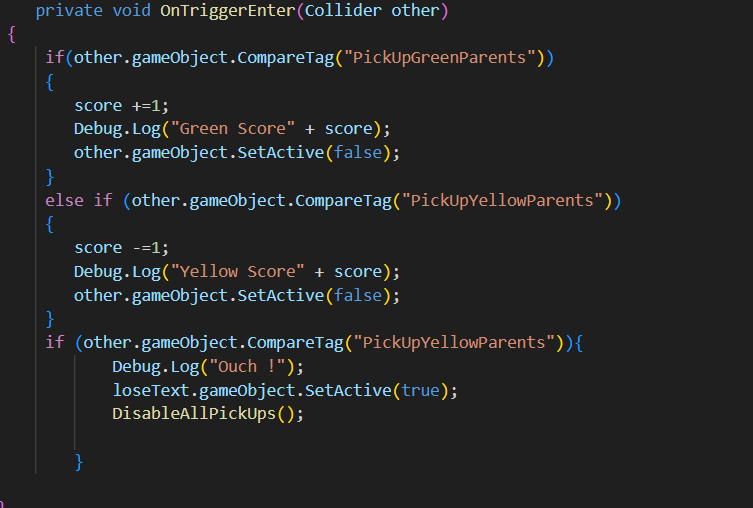 private void OnTriggerEnter(Collider other)
{
if(other.gameObject.CompareTag("PickUpGreenParents"))
{
score +=1;
Debug.Log("Green Score" + score);
other.gameObject.SetActive(false);
}
else if (other.gameObject.CompareTag("PickUpYellowParents"))
{
score -=1;
Debug.Log("Yellow Score" + score);
other.gameObject.SetActive(false);
}
if (other.gameObject.CompareTag("PickUpYellowParents")){
Debug.Log("Ouch !");
loseText.gameObject.SetActive(true);
DisableAllPickUps();
}